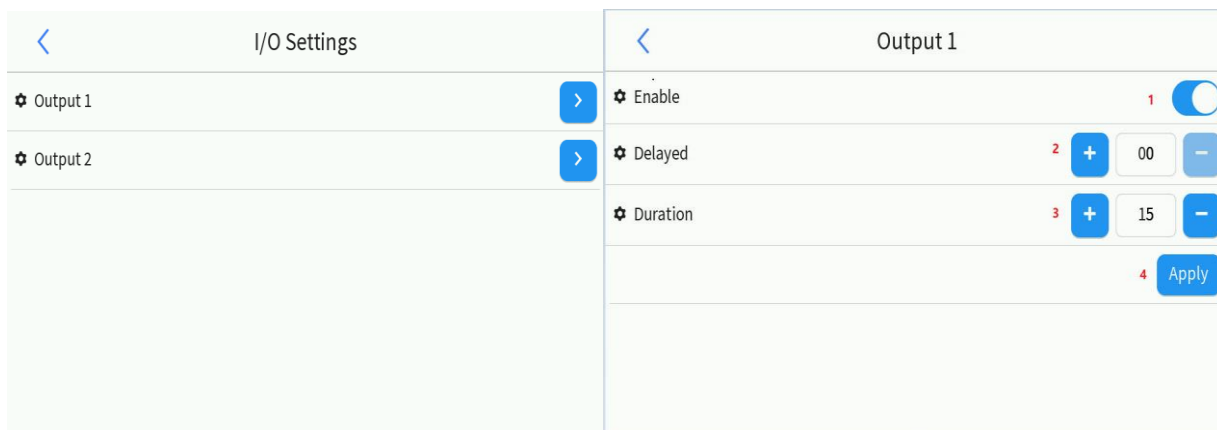 I/O Settings
Output 1
Output 2
Output 1
Enable 1
Delayed 2 + 00 −
Duration 3 + 15 −
4 Apply